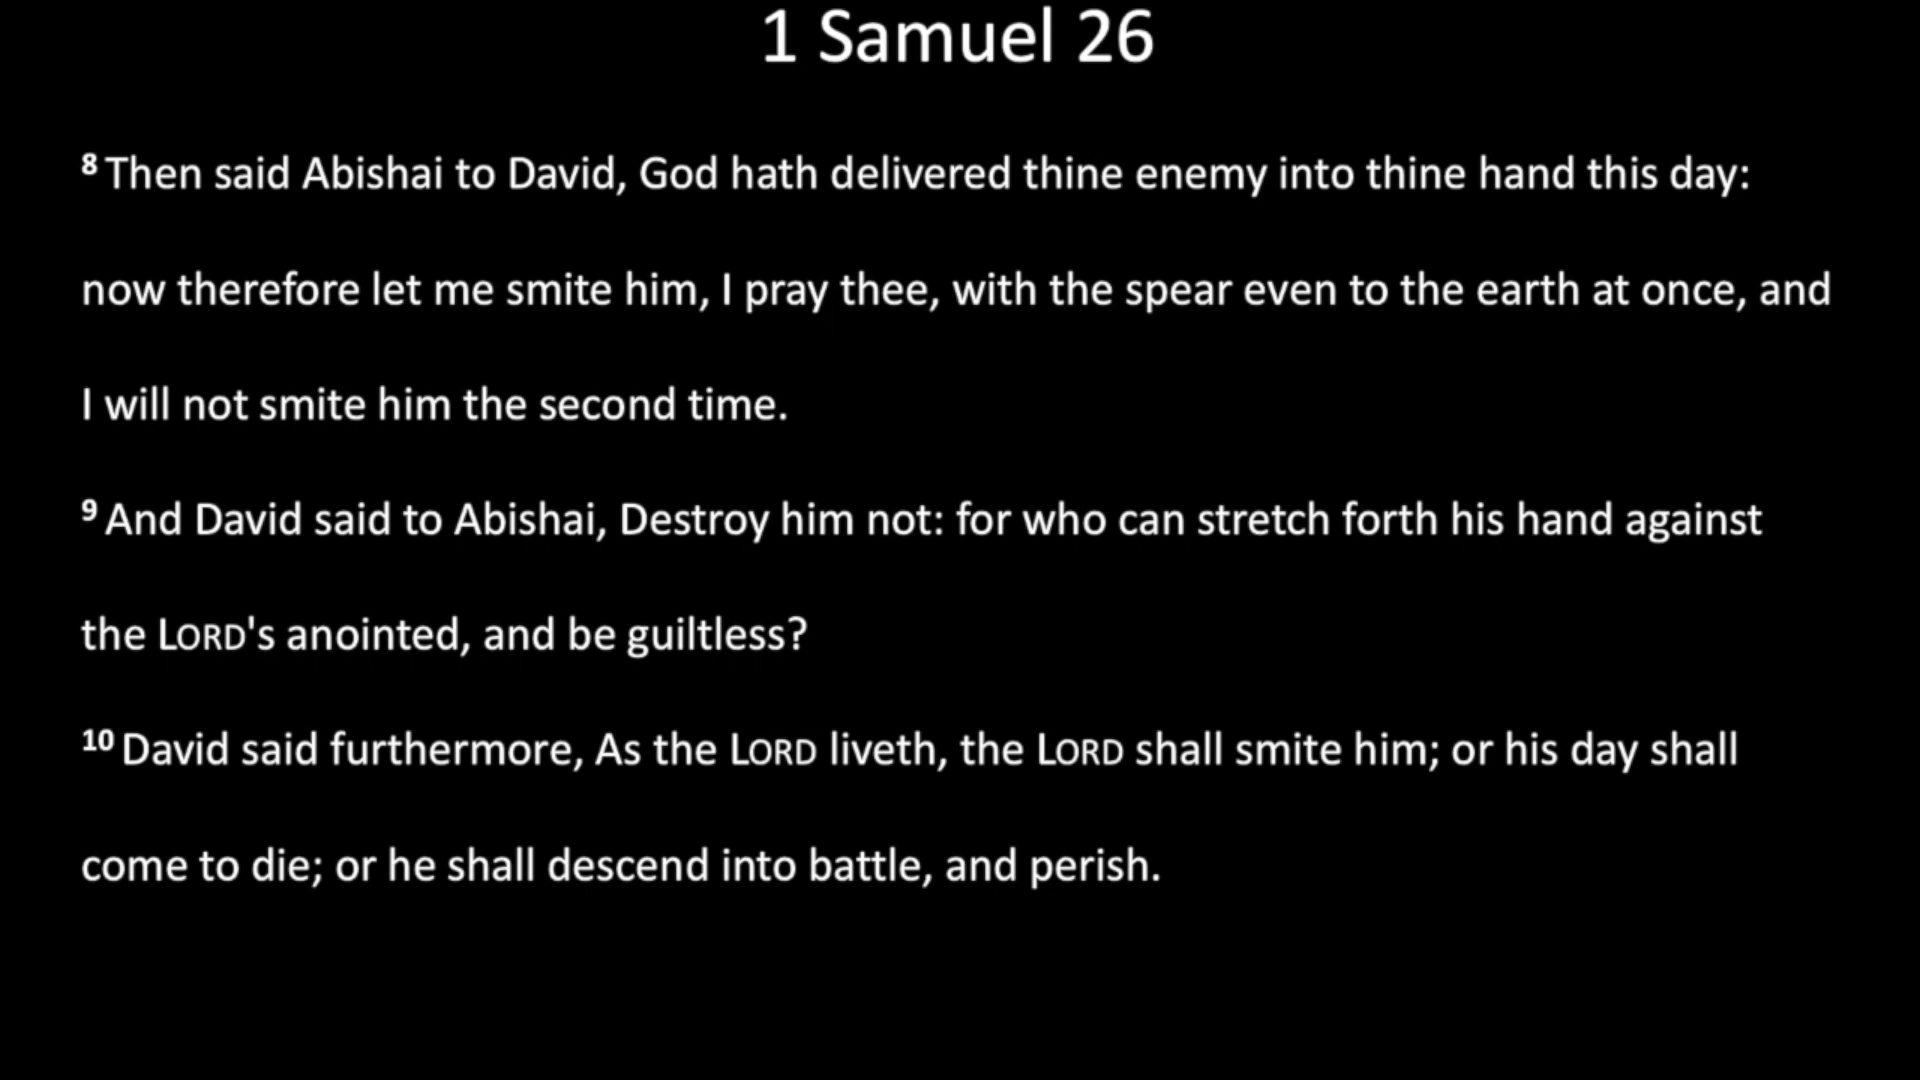 1 Samuel 26
8 Then said Abishai to David, God hath delivered thine enemy into thine hand this day:
now therefore let me smite him, I pray thee, with the spear even to the earth at once, and
I will not smite him the second time.
9 And David said to Abishai, Destroy him not: for who can stretch forth his hand against
the LORD's anointed, and be guiltless?
10 David said furthermore, As the LORD liveth, the LORD shall smite him; or his day shall
come to die; or he shall descend into battle, and perish.